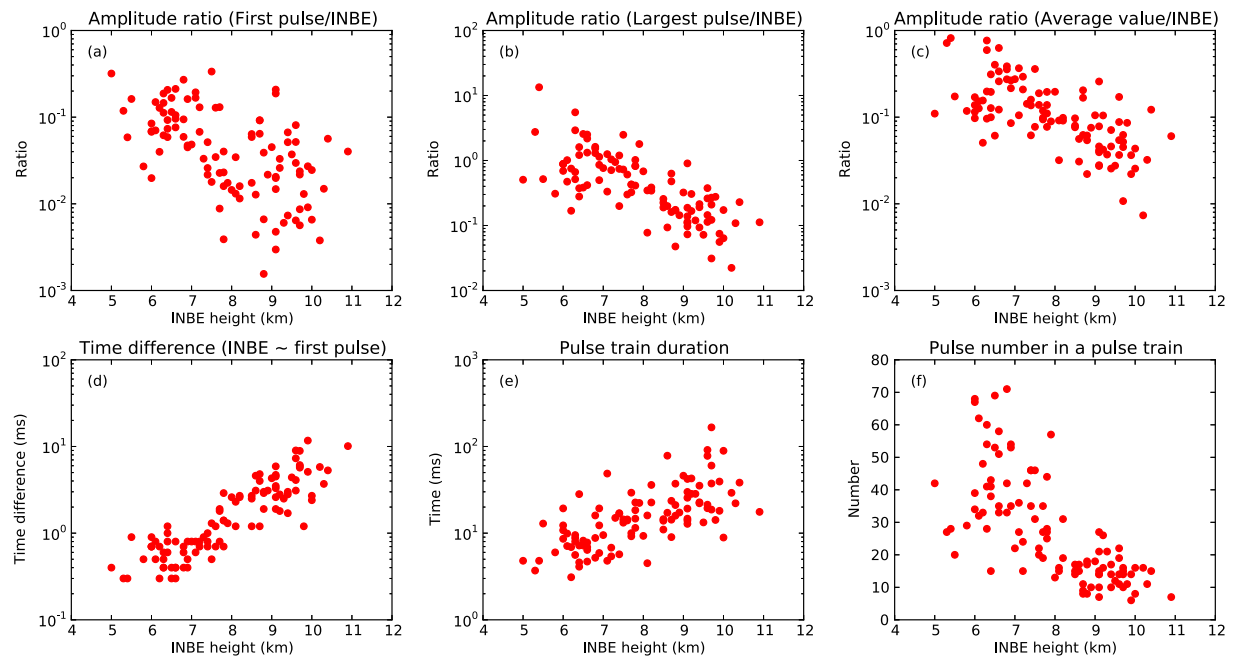 Amplitude ratio (First pulse/INBE)
(a)
Ratio
10^0
10^-1
10^-2
10^-3
4 5 6 7 8 9 10 11 12
INBE height (km)
Amplitude ratio (Largest pulse/INBE)
(b)
Ratio
10^2
10^1
10^0
10^-1
10^-2
4 5 6 7 8 9 10 11 12
INBE height (km)
Amplitude ratio (Average value/INBE)
(c)
Ratio
10^0
10^-1
10^-2
10^-3
4 5 6 7 8 9 10 11 12
INBE height (km)
Time difference (INBE ~ first pulse)
(d)
Time difference (ms)
10^2
10^1
10^0
10^-1
4 5 6 7 8 9 10 11 12
INBE height (km)
Pulse train duration
(e)
Time (ms)
10^3
10^2
10^1
10^0
4 5 6 7 8 9 10 11 12
INBE height (km)
Pulse number in a pulse train
(f)
Number
80
70
60
50
40
30
20
10
0
4 5 6 7 8 9 10 11 12
INBE height (km)